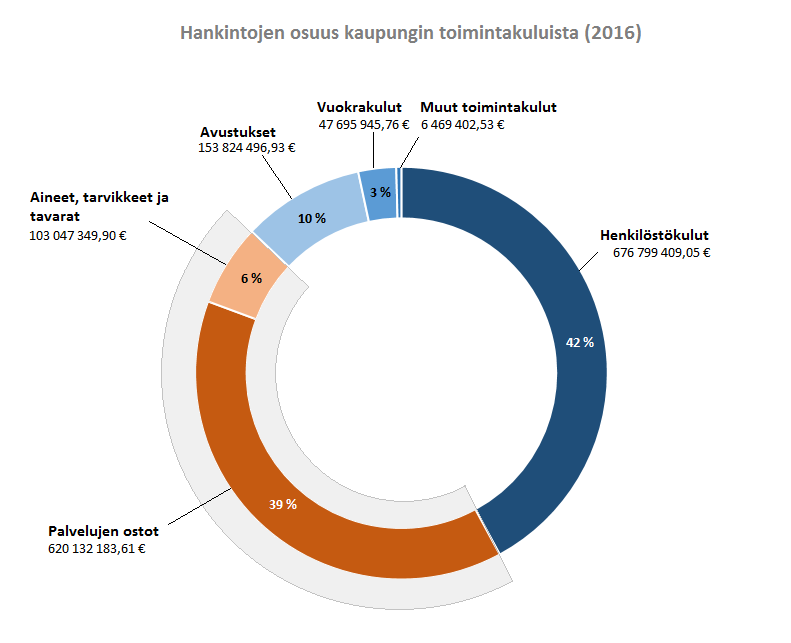 Hankintojen osuus kaupungin toimintakuluista (2016)
Vuokrakulut
47 695 945,76 €
Muut toimintakulut
6 469 402,53 €
Avustukset
153 824 496,93 €
Aineet, tarvikkeet ja
tavarat
103 047 349,90 €
3 %
10 %
6 %
Henkilöstökulut
676 799 409,05 €
42 %
39 %
Palvelujen ostot
620 132 183,61 €